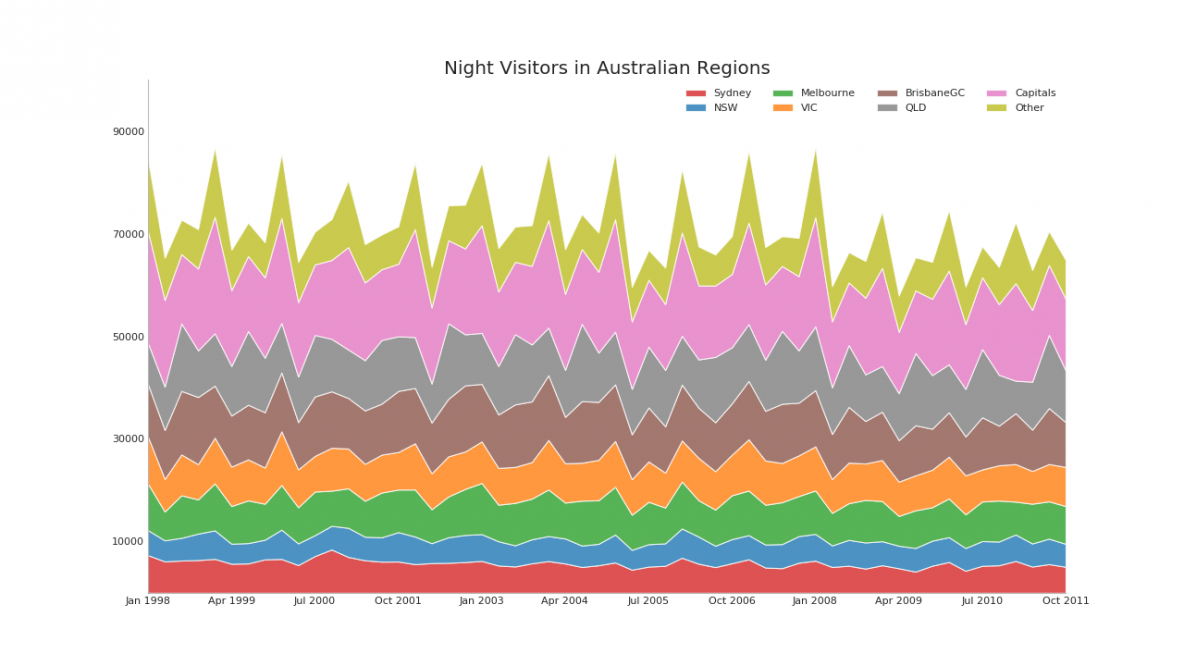 Night Visitors in Australian Regions
Sydney Melbourne BrisbaneGC Capitals
NSW VIC QLD Other
90000
70000
50000
30000
10000
Jan 1998 Apr 1999 Jul 2000 Oct 2001 Jan 2003 Apr 2004 Jul 2005 Oct 2006 Jan 2008 Apr 2009 Jul 2010 Oct 2011